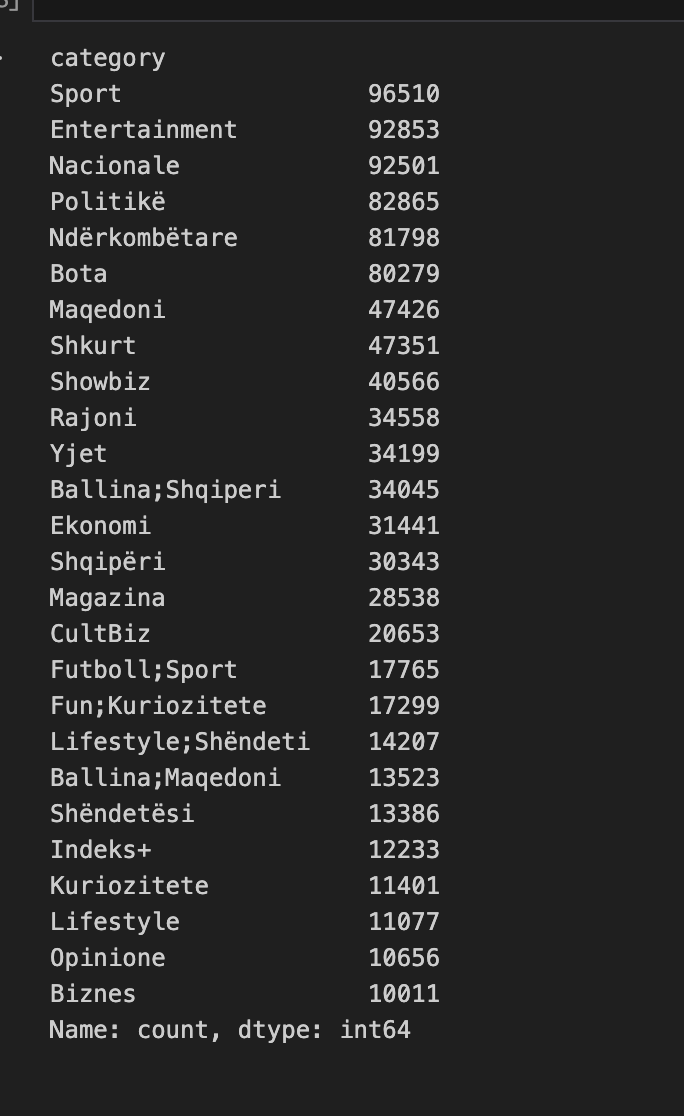 category
Sport 96510
Entertainment 92853
Nacionale 92501
Politikë 82865
Ndërkombëtare 81798
Bota 80279
Maqedoni 47426
Shkurt 47351
Showbiz 40566
Rajoni 34558
Yjet 34199
Ballina;Shqiperi 34045
Ekonomi 31441
Shqipëri 30343
Magazina 28538
CultBiz 20653
Futboll;Sport 17765
Fun;Kuriozitete 17299
Lifestyle;Shëndeti 14207
Ballina;Maqedoni 13523
Shëndetësi 13386
Indeks+ 12233
Kuriozitete 11401
Lifestyle 11077
Opinione 10656
Biznes 10011
Name: count, dtype: int64